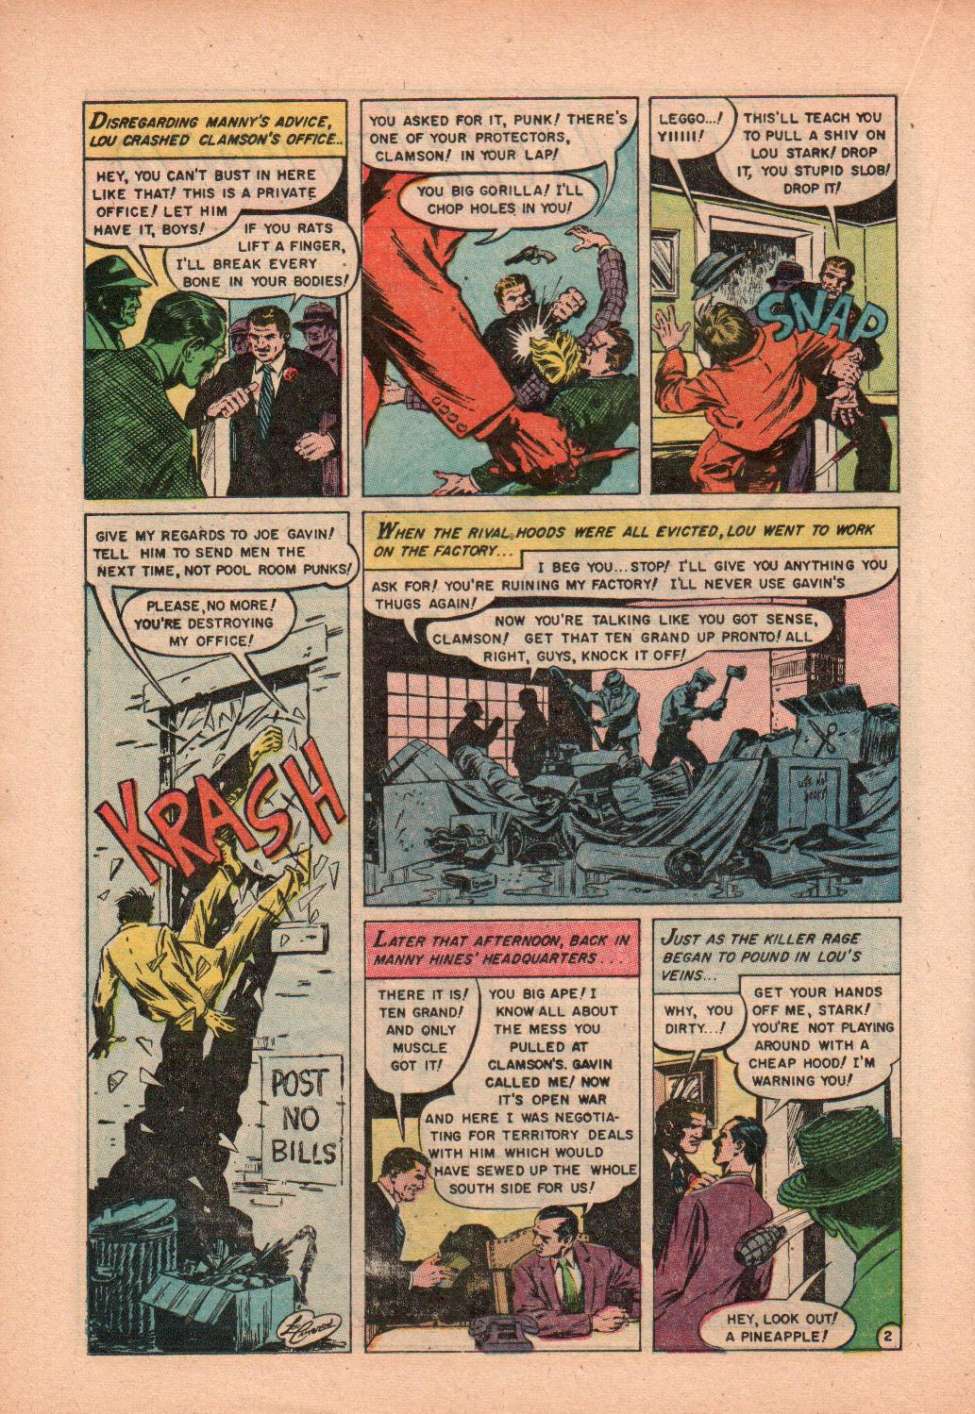 DISREGARDING MANNY'S ADVICE,
LOU CRASHED CLAMSON'S OFFICE..
HEY, YOU CAN'T BUST IN HERE
LIKE THAT! THIS IS A PRIVATE
OFFICE! LET HIM
HAVE IT, BOYS!
IF YOU RATS
LIFT A FINGER,
I'LL BREAK EVERY
BONE IN YOUR BODIES!
YOU ASKED FOR IT, PUNK! THERE'S
ONE OF YOUR PROTECTORS,
CLAMSON! IN YOUR LAP!
YOU BIG GORILLA! I'LL
CHOP HOLES IN YOU!
LEGGO...!
YIIIIII!
THIS'LL TEACH YOU
TO PULL A SHIV ON
LOU STARK! DROP
IT, YOU STUPID SLOB!
DROP IT!
SNAP
GIVE MY REGARDS TO JOE GAVIN!
TELL HIM TO SEND MEN THE
NEXT TIME, NOT POOL ROOM PUNKS!
PLEASE, NO MORE!
YOU'RE DESTROYING
MY OFFICE!
KRASH
POST
NO
BILLS
WHEN THE RIVAL HOODS WERE ALL EVICTED, LOU WENT TO WORK
ON THE FACTORY...
I BEG YOU...STOP! I'LL GIVE YOU ANYTHING YOU
ASK FOR! YOU'RE RUINING MY FACTORY! I'LL NEVER USE GAVIN'S
THUGS AGAIN!
NOW YOU'RE TALKING LIKE YOU GOT SENSE,
CLAMSON! GET THAT TEN GRAND UP PRONTO! ALL
RIGHT, GUYS, KNOCK IT OFF!
USE NO
HOOKS
LATER THAT AFTERNOON, BACK IN
MANNY HINES' HEADQUARTERS...
THERE IT IS!
TEN GRAND!
AND ONLY
MUSCLE
GOT IT!
YOU BIG APE! I
KNOW ALL ABOUT
THE MESS YOU
PULLED AT
CLAMSON'S. GAVIN
CALLED ME! NOW
IT'S OPEN WAR
AND HERE I WAS NEGOTIA-
TING FOR TERRITORY DEALS
WITH HIM WHICH WOULD
HAVE SEWED UP THE WHOLE
SOUTH SIDE FOR US!
JUST AS THE KILLER RAGE
BEGAN TO POUND IN LOU'S
VEINS...
WHY, YOU
DIRTY...!
GET YOUR HANDS
OFF ME, STARK!
YOU'RE NOT PLAYING
AROUND WITH A
CHEAP HOOD! I'M
WARNING YOU!
HEY, LOOK OUT!
A PINEAPPLE!
2